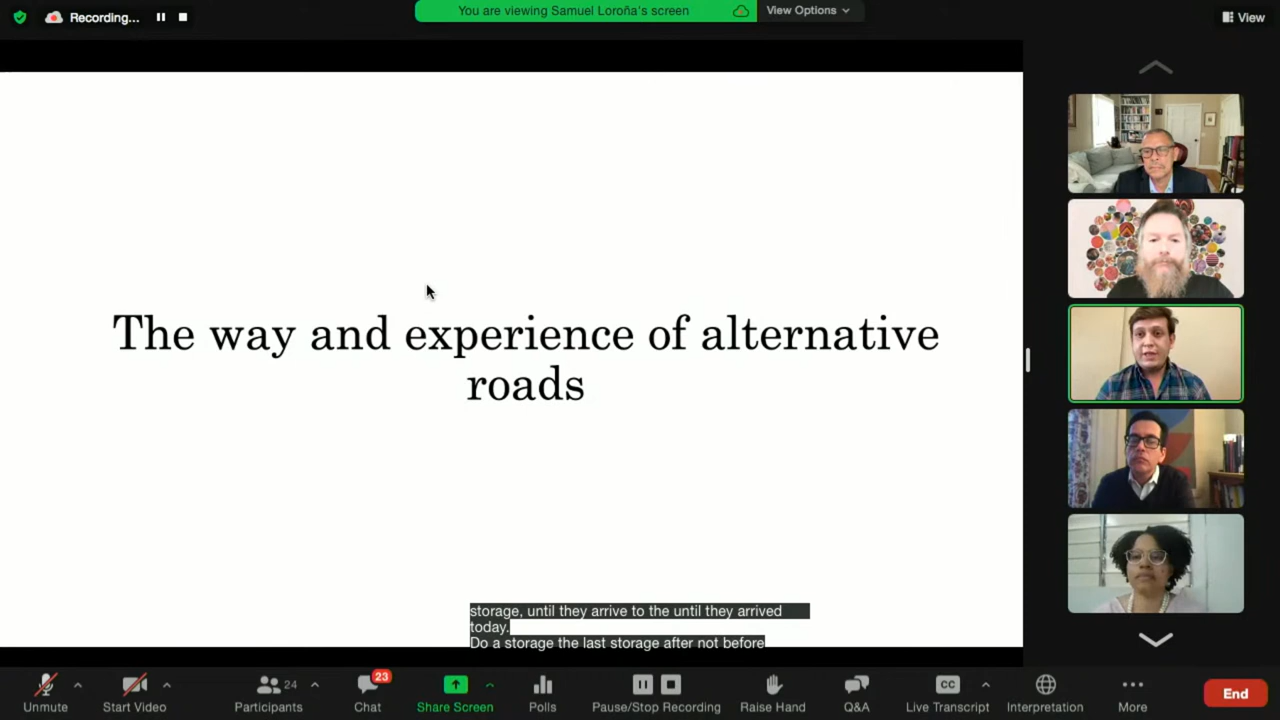 Recording...
You are viewing Samuel Loroña's screen
View Options
View
The way and experience of alternative
roads
storage, until they arrive to the until they arrived
today.
Do a storage the last storage after not before
Unmute
Start Video
Participants
24
Chat
23
Share Screen
Polls
Pause/Stop Recording
Raise Hand
Q&A
CC
Live Transcript
Interpretation
More
End